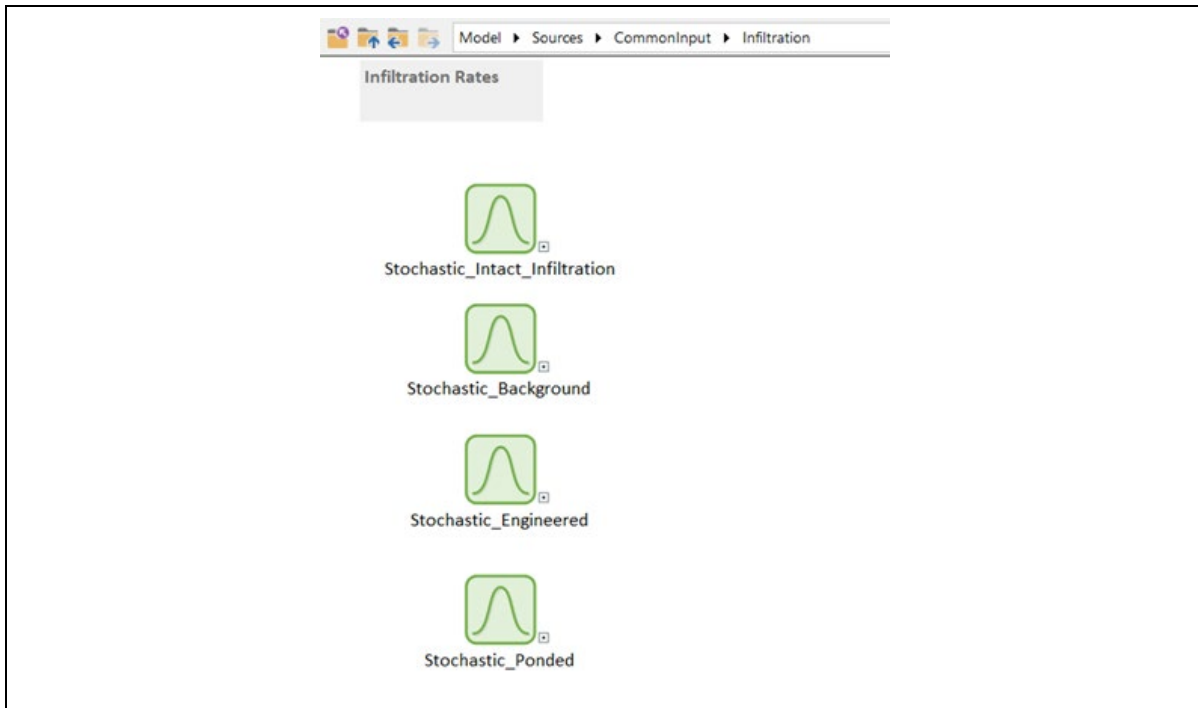 Model ▸ Sources ▸ CommonInput ▸ Infiltration
Infiltration Rates
Stochastic_Intact_Infiltration
Stochastic_Background
Stochastic_Engineered
Stochastic_Ponded